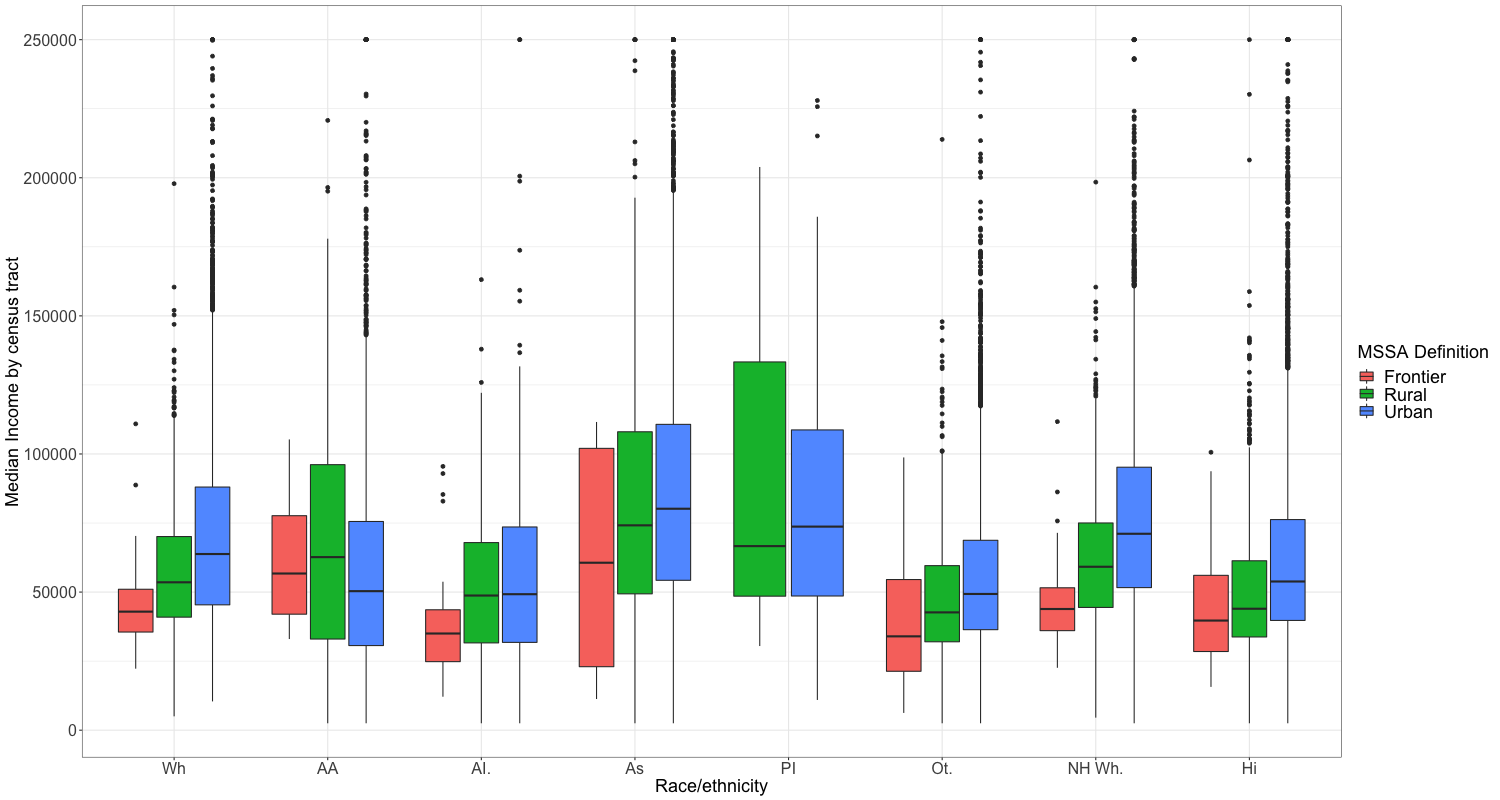 Median Income by census tract
250000
200000
150000
100000
50000
0
Wh AA AI. As PI Ot. NH Wh. Hi
Race/ethnicity
MSSA Definition
Frontier
Rural
Urban